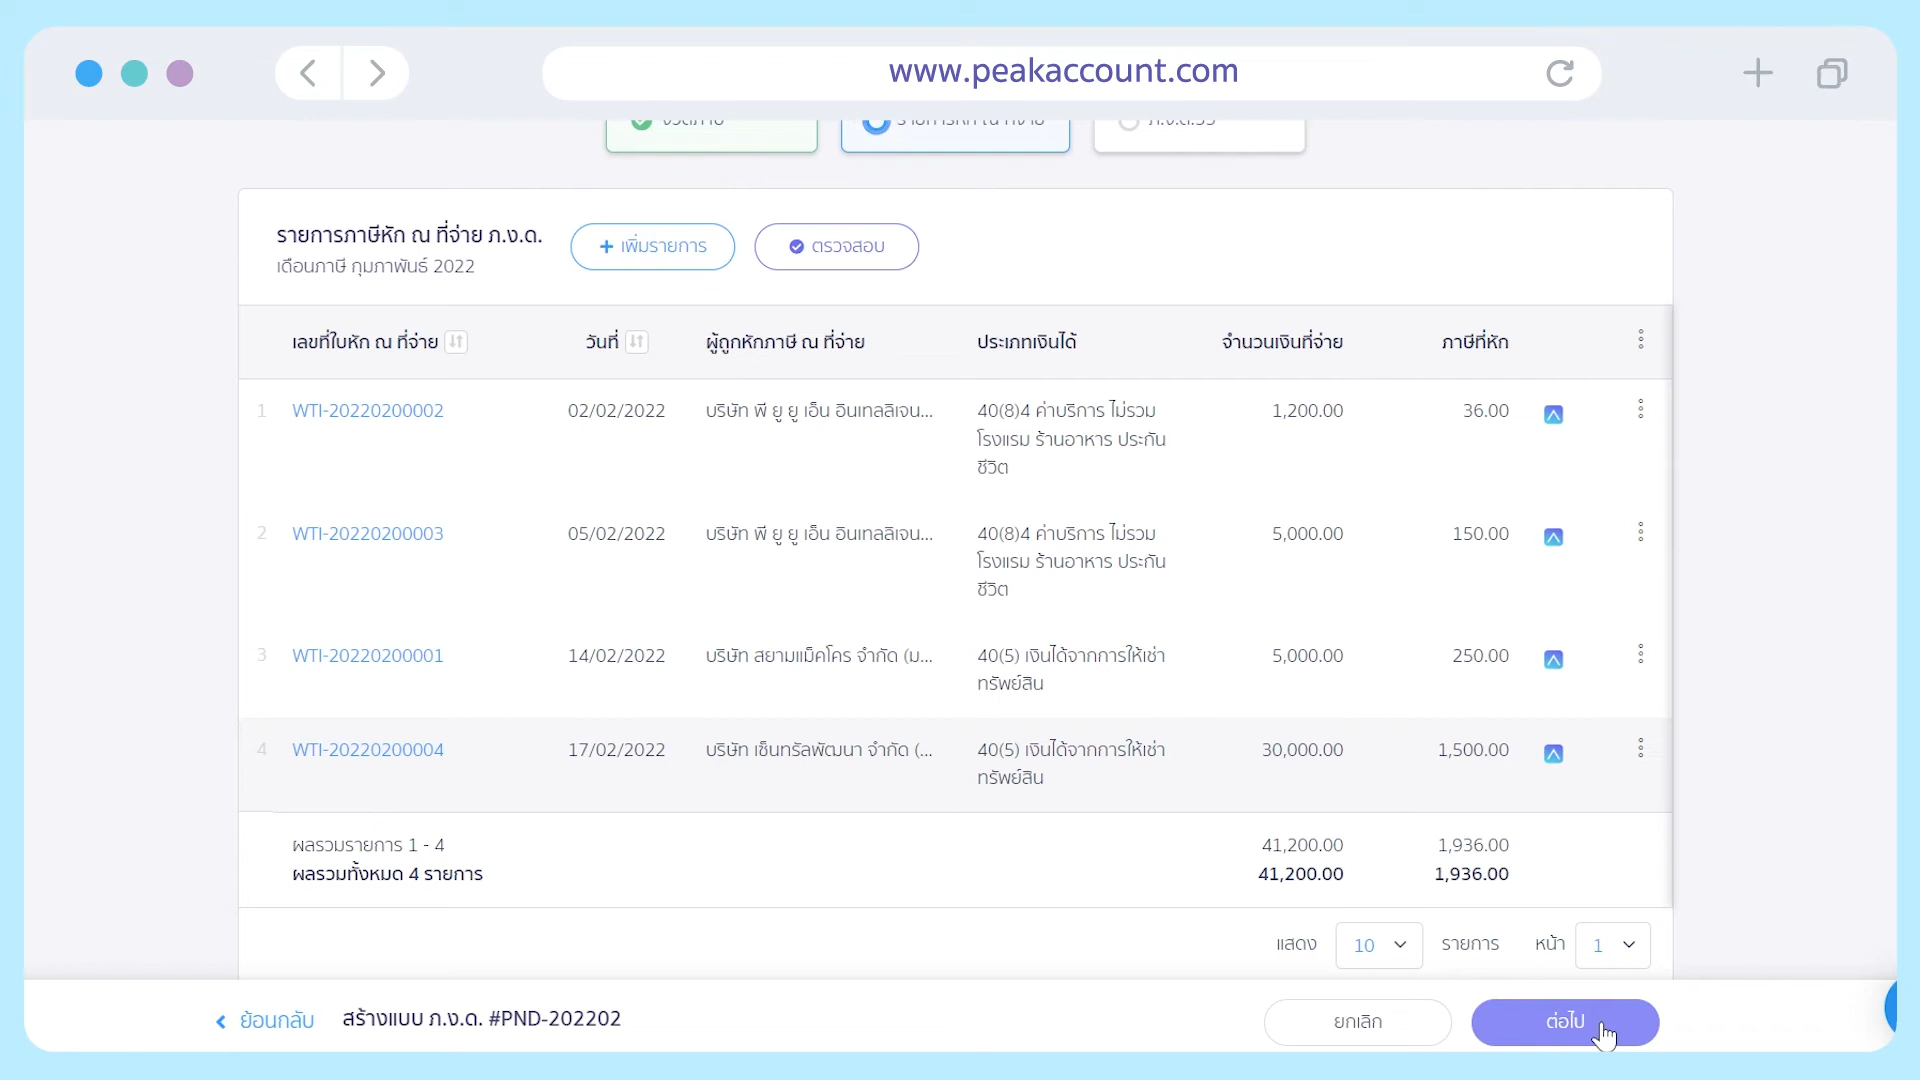 www.peakaccount.com
รายการภาษีหัก ณ ที่จ่าย ภ.ง.ด.
+ เพิ่มรายการ
ตรวจสอบ
เดือนภาษี กุมภาพันธ์ 2022
เลขที่ใบหัก ณ ที่จ่าย วันที่ ผู้ถูกหักภาษี ณ ที่จ่าย ประเภทเงินได้ จำนวนเงินที่จ่าย ภาษีที่หัก
1 WTI-20220200002 02/02/2022 บริษัท พี ยู ยู เอ็น อินเทลลิเจน... 40(8)4 ค่าบริการ ไม่รวม 1,200.00 36.00
โรงแรม ร้านอาหาร ประกัน
ชีวิต
2 WTI-20220200003 05/02/2022 บริษัท พี ยู ยู เอ็น อินเทลลิเจน... 40(8)4 ค่าบริการ ไม่รวม 5,000.00 150.00
โรงแรม ร้านอาหาร ประกัน
ชีวิต
3 WTI-20220200001 14/02/2022 บริษัท สยามแม็คโคร จำกัด (ม... 40(5) เงินได้จากการให้เช่า 5,000.00 250.00
ทรัพย์สิน
4 WTI-20220200004 17/02/2022 บริษัท เซ็นทรัลพัฒนา จำกัด (... 40(5) เงินได้จากการให้เช่า 30,000.00 1,500.00
ทรัพย์สิน
ผลรวมรายการ 1 - 4 41,200.00 1,936.00
ผลรวมทั้งหมด 4 รายการ 41,200.00 1,936.00
แสดง 10 รายการ หน้า 1
ย้อนกลับ สร้างแบบ ภ.ง.ด. #PND-202202 ยกเลิก ต่อไป